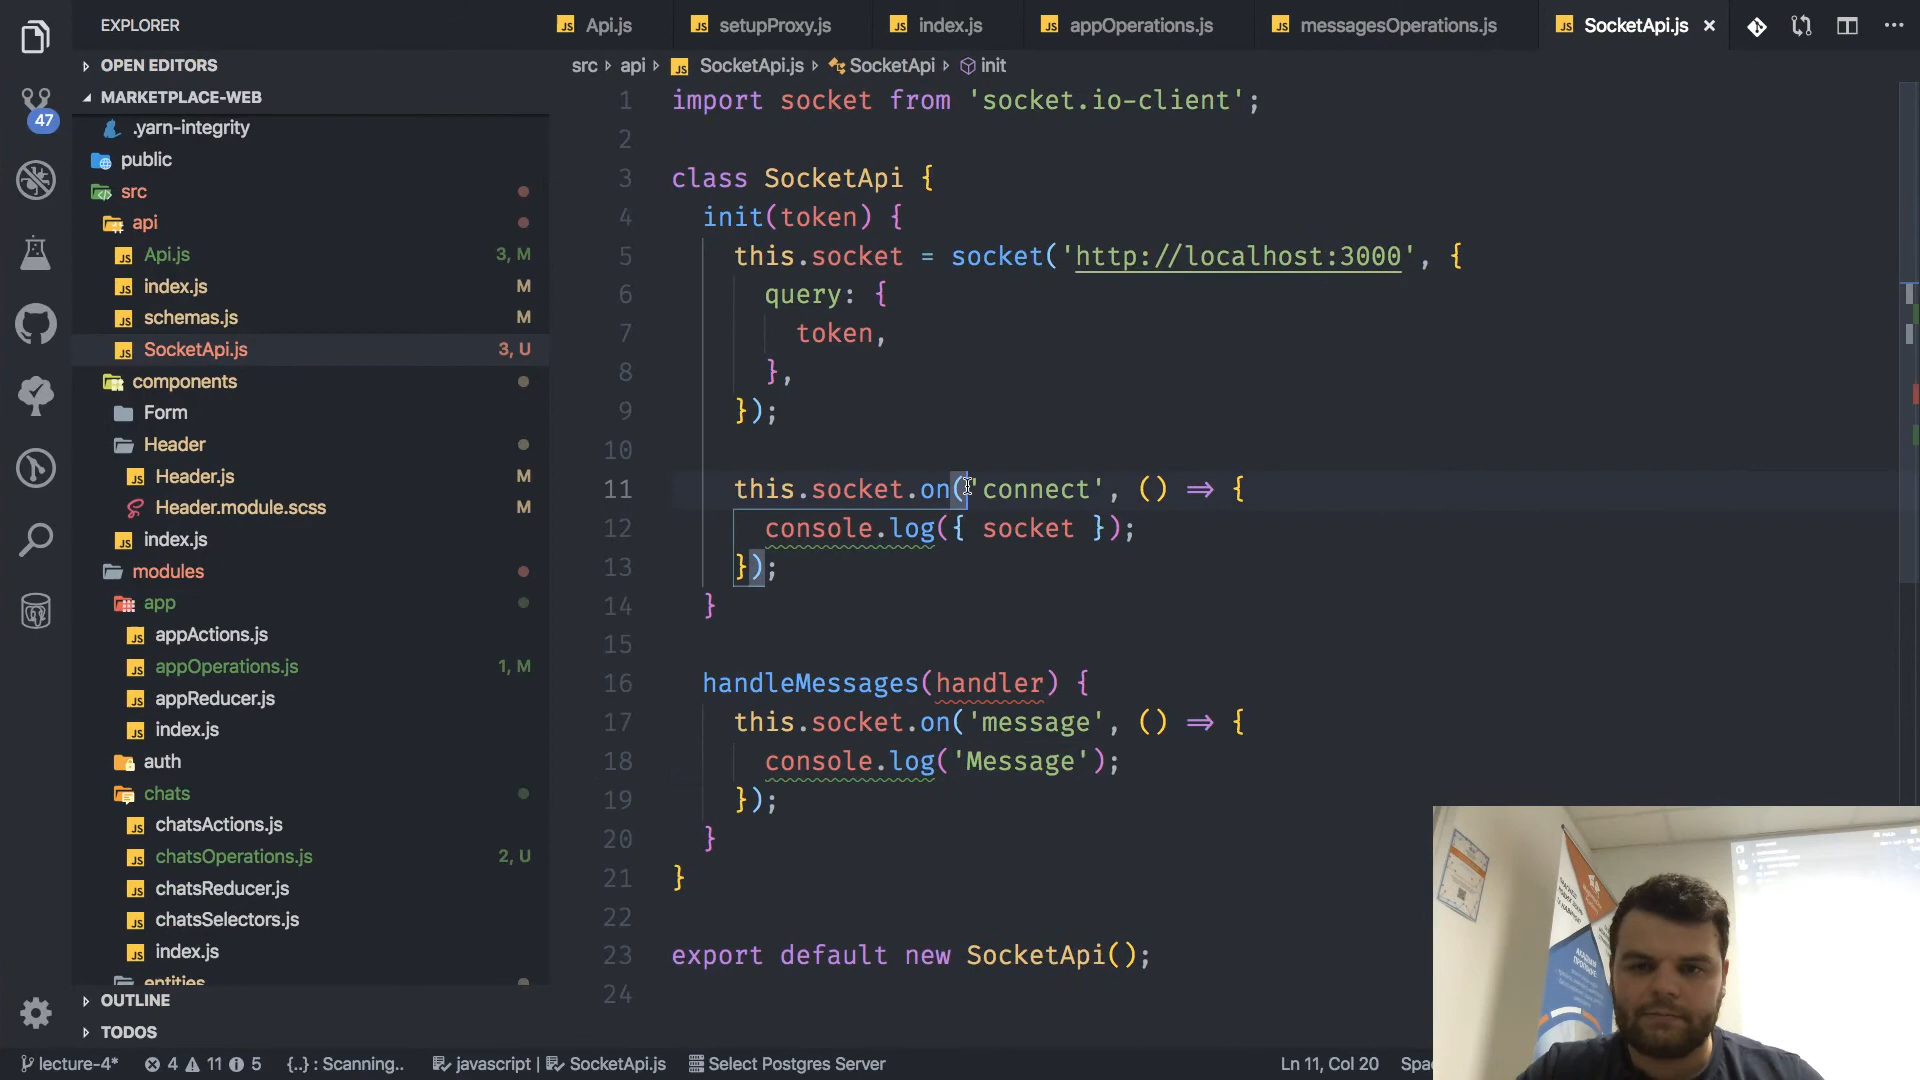 EXPLORER
Api.js
setupProxy.js
index.js
appOperations.js
messagesOperations.js
SocketApi.js
OPEN EDITORS
src
api
SocketApi.js
SocketApi
init
MARKETPLACE-WEB
47
.yarn-integrity
public
src
api
Api.js 3, M
index.js M
schemas.js M
SocketApi.js 3, U
components
Form
Header
Header.js M
Header.module.scss M
index.js
modules
app
appActions.js
appOperations.js 1, M
appReducer.js
index.js
auth
chats
chatsActions.js
chatsOperations.js 2, U
chatsReducer.js
chatsSelectors.js
index.js
entities
OUTLINE
TODOS
1 import socket from 'socket.io-client';
2
3 class SocketApi {
4 init(token) {
5 this.socket = socket('http://localhost:3000', {
6 query: {
7 token,
8 },
9 });
10
11 this.socket.on('connect', () => {
12 console.log({ socket });
13 });
14 }
15
16 handleMessages(handler) {
17 this.socket.on('message', () => {
18 console.log('Message');
19 });
20 }
21 }
22
23 export default new SocketApi();
24
lecture-4* 4 11 5 {..} : Scanning.. javascript | SocketApi.js Select Postgres Server Ln 11, Col 20